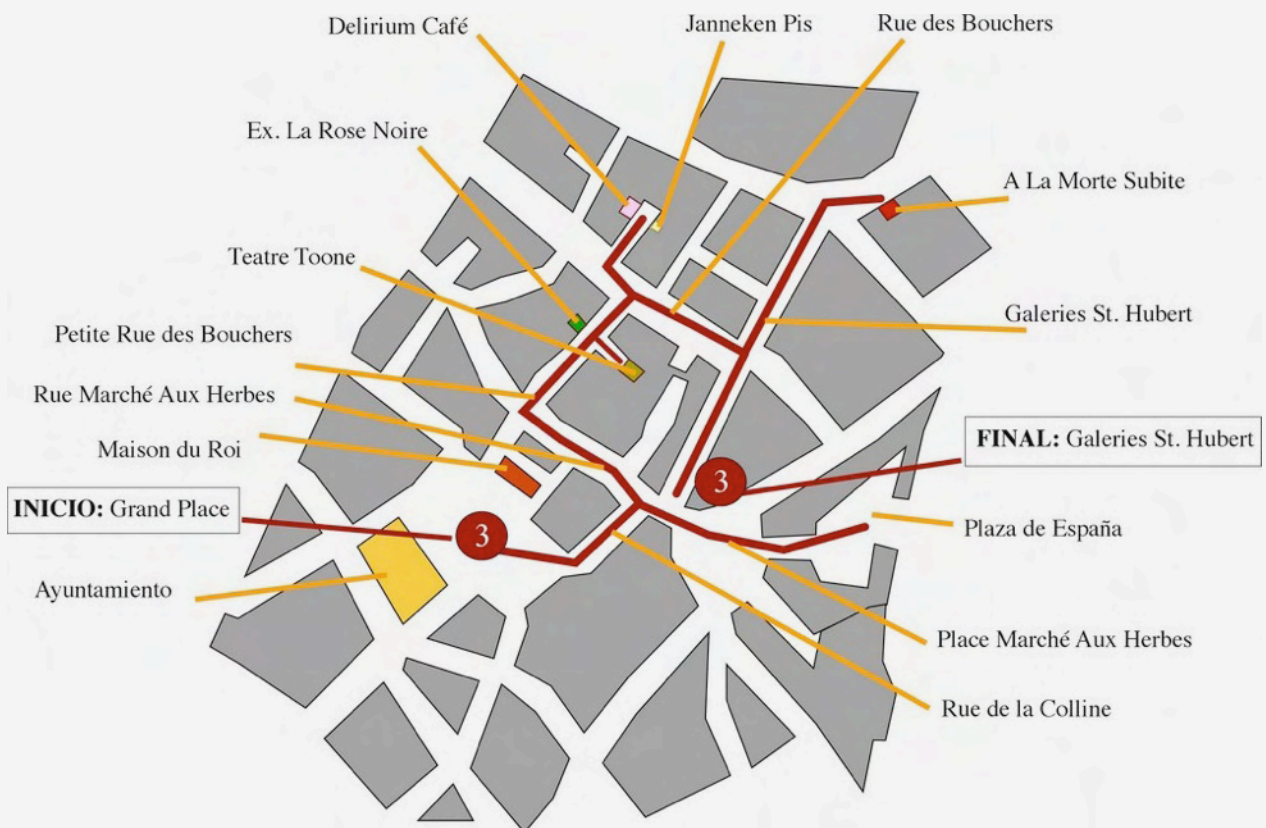 Delirium Café
Janneken Pis
Rue des Bouchers
Ex. La Rose Noire
A La Morte Subite
Teatre Toone
Galeries St. Hubert
Petite Rue des Bouchers
Rue Marché Aux Herbes
Maison du Roi
FINAL: Galeries St. Hubert
3
INICIO: Grand Place
3
Plaza de España
Ayuntamiento
Place Marché Aux Herbes
Rue de la Colline